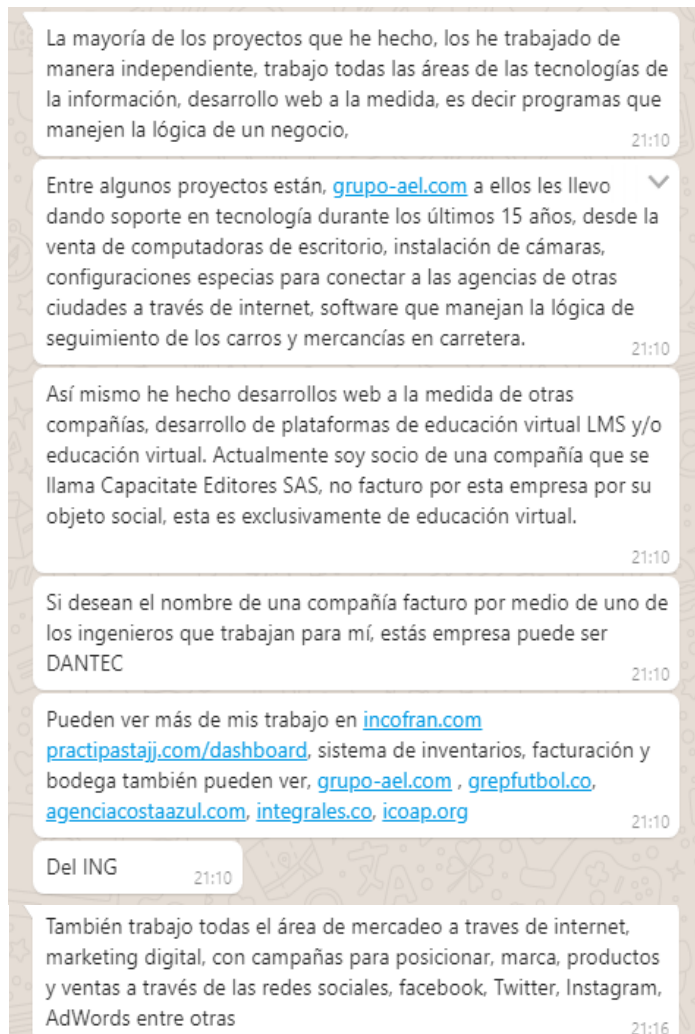 La mayoría de los proyectos que he hecho, los he trabajado de
manera independiente, trabajo todas las áreas de las tecnologías de
la información, desarrollo web a la medida, es decir programas que
manejen la lógica de un negocio,
21:10
Entre algunos proyectos están, grupo-ael.com a ellos les llevo
dando soporte en tecnología durante los últimos 15 años, desde la
venta de computadoras de escritorio, instalación de cámaras,
configuraciones especias para conectar a las agencias de otras
ciudades a través de internet, software que manejan la lógica de
seguimiento de los carros y mercancías en carretera.
21:10
Así mismo he hecho desarrollos web a la medida de otras
compañías, desarrollo de plataformas de educación virtual LMS y/o
educación virtual. Actualmente soy socio de una compañía que se
llama Capacitate Editores SAS, no facturo por esta empresa por su
objeto social, esta es exclusivamente de educación virtual.
21:10
Si desean el nombre de una compañía facturo por medio de uno de
los ingenieros que trabajan para mí, estás empresa puede ser
DANTEC
21:10
Pueden ver más de mis trabajo en incofran.com
practipastajj.com/dashboard, sistema de inventarios, facturación y
bodega también pueden ver, grupo-ael.com , grepfutbol.co,
agenciacostaazul.com, integrales.co, icoap.org
21:10
Del ING
21:10
También trabajo todas el área de mercadeo a traves de internet,
marketing digital, con campañas para posicionar, marca, productos
y ventas a través de las redes sociales, facebook, Twitter, Instagram,
AdWords entre otras
21:16